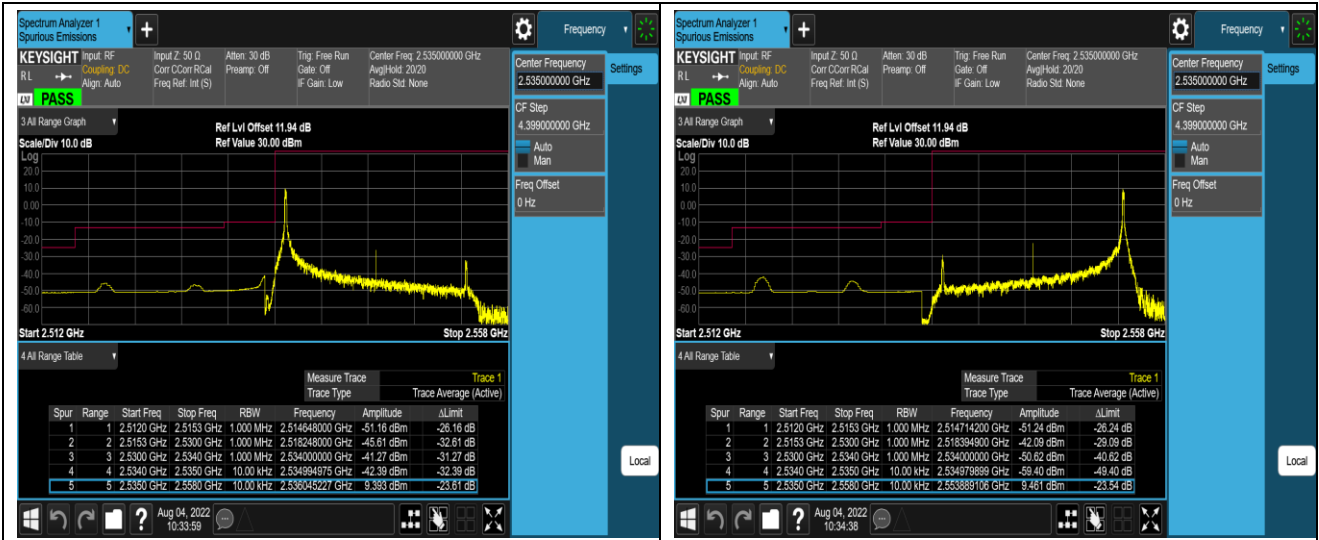 Spectrum Analyzer 1
Spurious Emissions
+
Frequency
KEYSIGHT Input: RF Input Z: 50 Ω Atten: 30 dB Trig: Free Run Center Freq: 2.535000000 GHz
Coupling: DC Corr CCorr RCal Preamp: Off Gate: Off Avg|Hold: 20/20
RL Align: Auto Freq Ref: Int (S) IF Gain: Low Radio Std: None
LXI PASS
Center Frequency
2.535000000 GHz
Settings
CF Step
4.399000000 GHz
Auto
Man
Freq Offset
0 Hz
3 All Range Graph
Ref Lvl Offset 11.94 dB
Scale/Div 10.0 dB Ref Value 30.00 dBm
Log
20.0
10.0
0.00
-10.0
-20.0
-30.0
-40.0
-50.0
-60.0
Start 2.512 GHz Stop 2.558 GHz
4 All Range Table
Measure Trace Trace 1
Trace Type Trace Average (Active)
Spur Range Start Freq Stop Freq RBW Frequency Amplitude ΔLimit
1 1 2.5120 GHz 2.5153 GHz 1.000 MHz 2.514648000 GHz -51.16 dBm -26.16 dB
2 2 2.5153 GHz 2.5300 GHz 1.000 MHz 2.518248000 GHz -45.61 dBm -32.61 dB
3 3 2.5300 GHz 2.5340 GHz 1.000 MHz 2.534000000 GHz -41.27 dBm -31.27 dB
4 4 2.5340 GHz 2.5350 GHz 10.00 kHz 2.534994975 GHz -42.39 dBm -32.39 dB
5 5 2.5350 GHz 2.5580 GHz 10.00 kHz 2.536045227 GHz 9.393 dBm -23.61 dB
Local
? Aug 04, 2022
10:33:59
Spectrum Analyzer 1
Spurious Emissions
+
Frequency
KEYSIGHT Input: RF Input Z: 50 Ω Atten: 30 dB Trig: Free Run Center Freq: 2.535000000 GHz
Coupling: DC Corr CCorr RCal Preamp: Off Gate: Off Avg|Hold: 20/20
RL Align: Auto Freq Ref: Int (S) IF Gain: Low Radio Std: None
LXI PASS
Center Frequency
2.535000000 GHz
Settings
CF Step
4.399000000 GHz
Auto
Man
Freq Offset
0 Hz
3 All Range Graph
Ref Lvl Offset 11.94 dB
Scale/Div 10.0 dB Ref Value 30.00 dBm
Log
20.0
10.0
0.00
-10.0
-20.0
-30.0
-40.0
-50.0
-60.0
Start 2.512 GHz Stop 2.558 GHz
4 All Range Table
Measure Trace Trace 1
Trace Type Trace Average (Active)
Spur Range Start Freq Stop Freq RBW Frequency Amplitude ΔLimit
1 1 2.5120 GHz 2.5153 GHz 1.000 MHz 2.514714200 GHz -51.24 dBm -26.24 dB
2 2 2.5153 GHz 2.5300 GHz 1.000 MHz 2.518394900 GHz -42.09 dBm -29.09 dB
3 3 2.5300 GHz 2.5340 GHz 1.000 MHz 2.534000000 GHz -50.62 dBm -40.62 dB
4 4 2.5340 GHz 2.5350 GHz 10.00 kHz 2.534979899 GHz -59.40 dBm -49.40 dB
5 5 2.5350 GHz 2.5580 GHz 10.00 kHz 2.553889106 GHz 9.461 dBm -23.54 dB
Local
? Aug 04, 2022
10:34:38